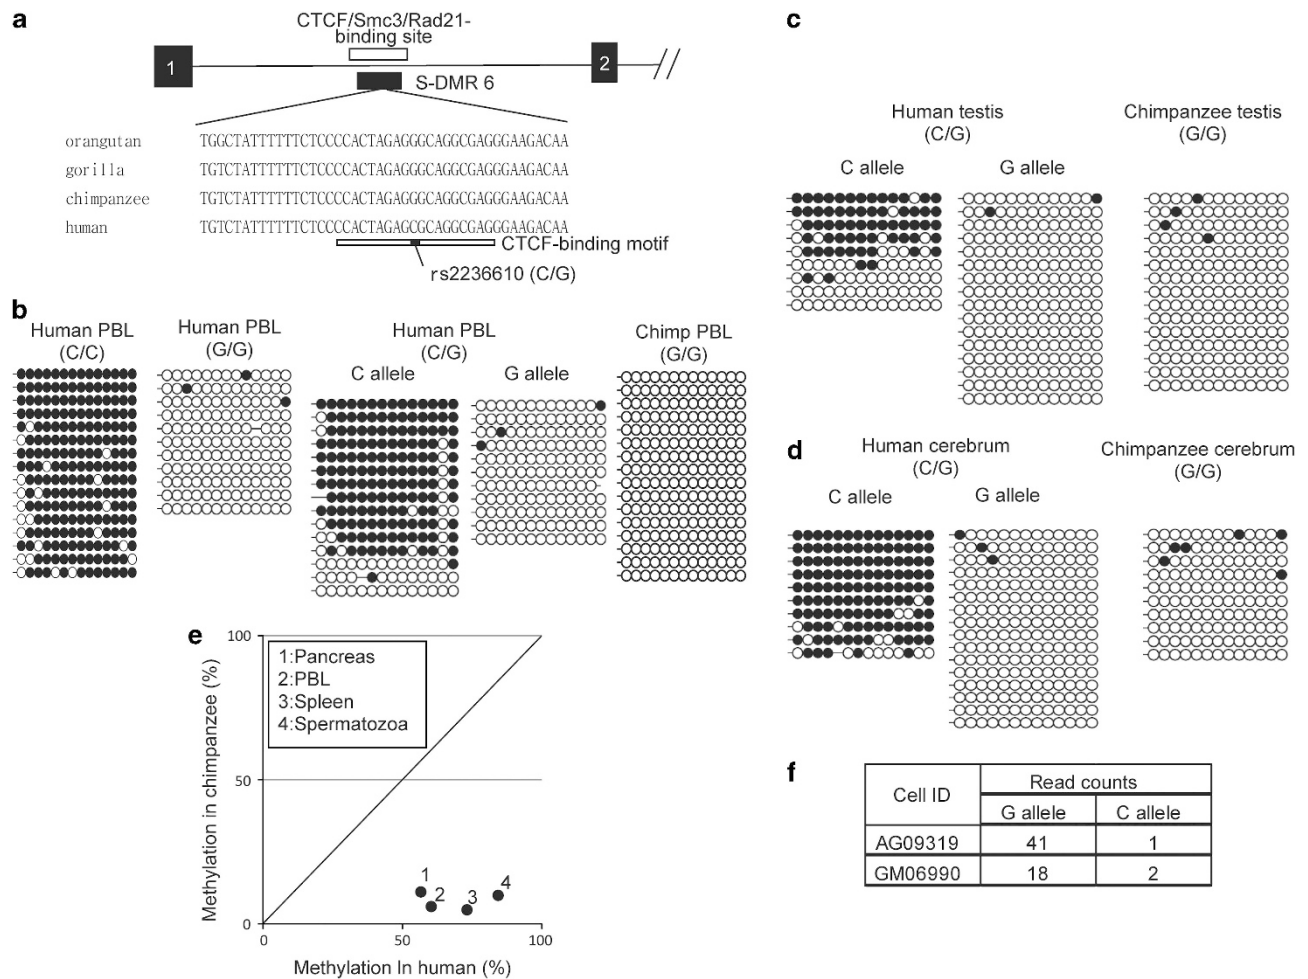 a
CTCF/Smc3/Rad21-
binding site
1
2
S-DMR 6
orangutan TGGCTATTTTTTCTCCCCACTAGAGGGCAGGCGAGGGAAGACAA
gorilla TGTCTATTTTTTCTCCCCACTAGAGGGCAGGCGAGGGAAGACAA
chimpanzee TGTCTATTTTTTCTCCCCACTAGAGGGCAGGCGAGGGAAGACAA
human TGTCTATTTTTTCTCCCCACTAGAGCGCAGGCGAGGGAAGACAA
CTCF-binding motif
rs2236610 (C/G)
b
Human PBL
(C/C)
Human PBL
(G/G)
Human PBL
(C/G)
C allele
G allele
Chimp PBL
(G/G)
c
Human testis
(C/G)
C allele
G allele
Chimpanzee testis
(G/G)
d
Human cerebrum
(C/G)
C allele
G allele
Chimpanzee cerebrum
(G/G)
e
Methylation in chimpanzee (%)
100
50
0
1:Pancreas
2:PBL
3:Spleen
4:Spermatozoa
1
2
3
4
0
50
100
Methylation In human (%)
f
Cell ID
Read counts
G allele C allele
AG09319 41 1
GM06990 18 2